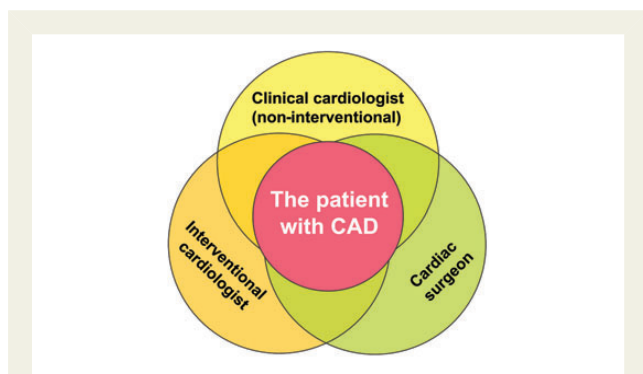 Clinical cardiologist
(non-interventional)
The patient
with CAD
Interventional
cardiologist
Cardiac
surgeon